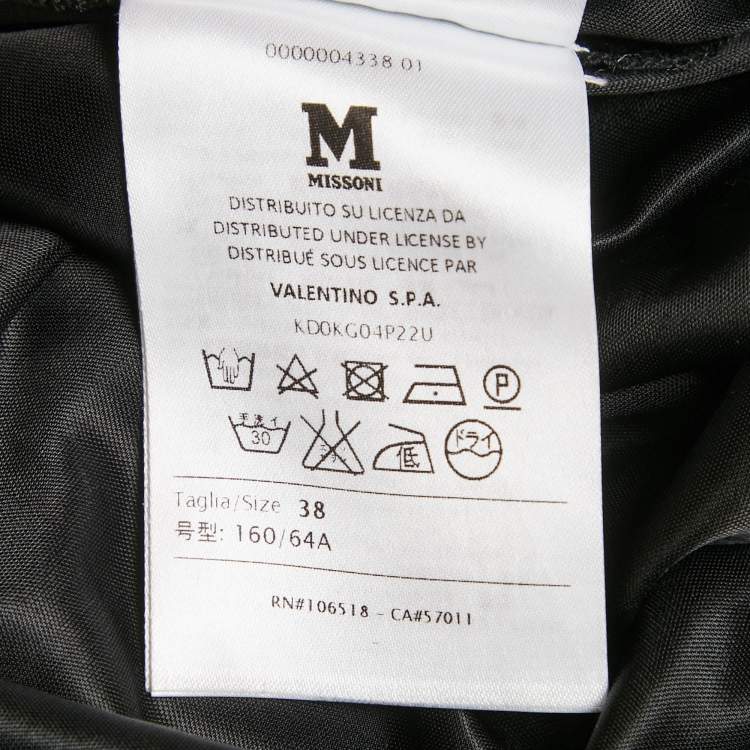 0000004338 01
M
MISSONI
DISTRIBUITO SU LICENZA DA
DISTRIBUTED UNDER LICENSE BY
DISTRIBUÉ SOUS LICENCE PAR
VALENTINO S.P.A.
KD0KG04P22U
P
手洗イ
30
低
ドライ
Taglia/Size 38
号型: 160/64A
RN#106518 - CA#57011